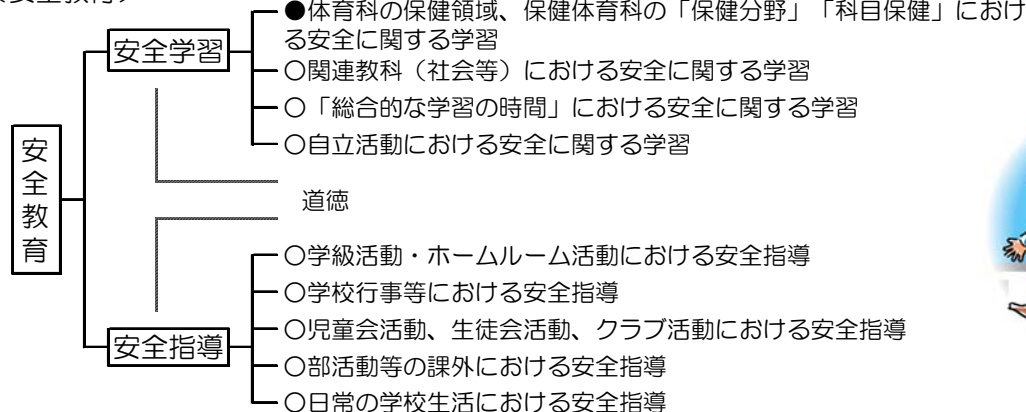 ●体育科の保健領域、保健体育科の「保健分野」「科目保健」におけ
る安全に関する学習
安全学習
○関連教科（社会等）における安全に関する学習
○「総合的な学習の時間」における安全に関する学習
○自立活動における安全に関する学習
安全教育
道徳
○学級活動・ホームルーム活動における安全指導
○学校行事等における安全指導
○児童会活動、生徒会活動、クラブ活動における安全指導
安全指導
○部活動等の課外における安全指導
○日常の学校生活における安全指導